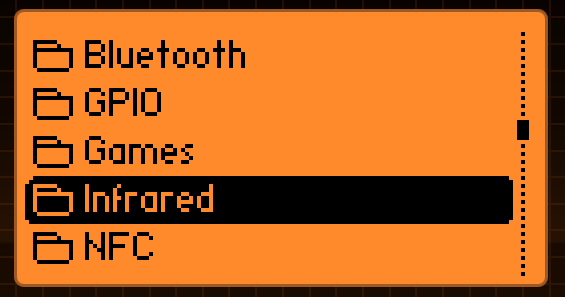 Bluetooth
GPIO
Games
Infrared
NFC